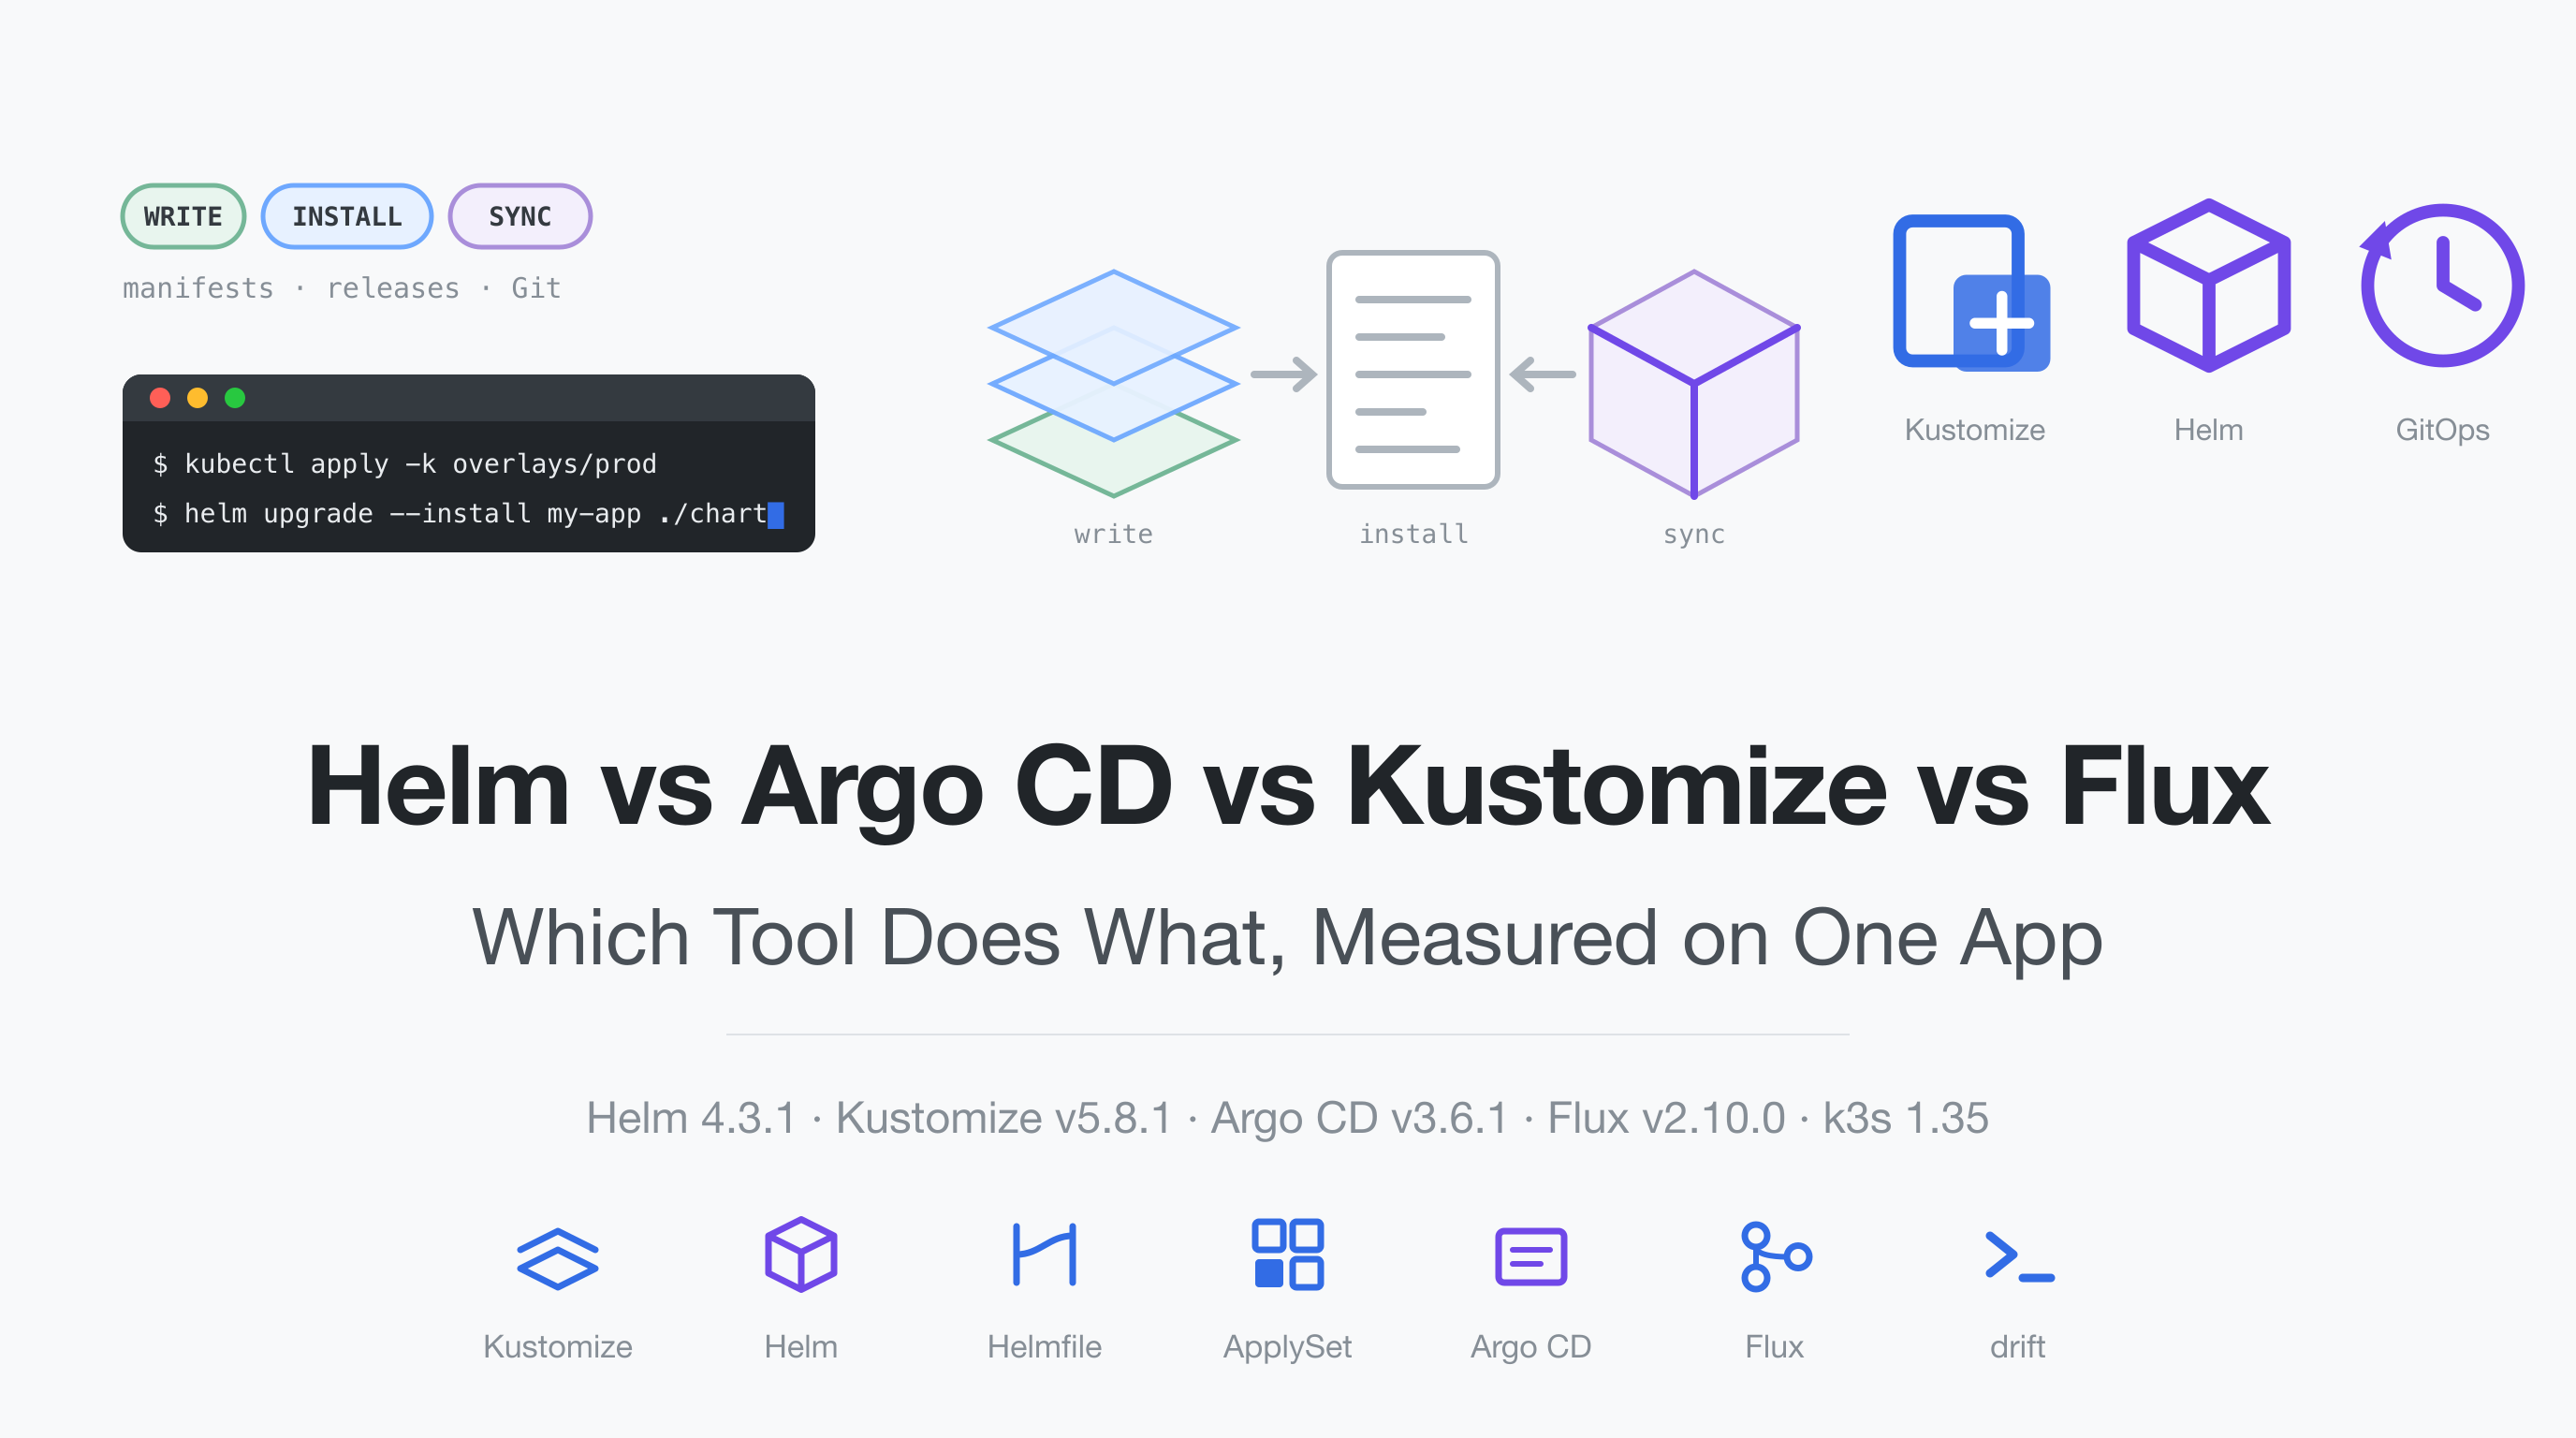 WRITE INSTALL SYNC
manifests · releases · Git
$ kubectl apply -k overlays/prod
$ helm upgrade --install my-app ./chart
write install sync
Kustomize Helm GitOps
Helm vs Argo CD vs Kustomize vs Flux
Which Tool Does What, Measured on One App
Helm 4.3.1 · Kustomize v5.8.1 · Argo CD v3.6.1 · Flux v2.10.0 · k3s 1.35
Kustomize Helm Helmfile ApplySet Argo CD Flux drift